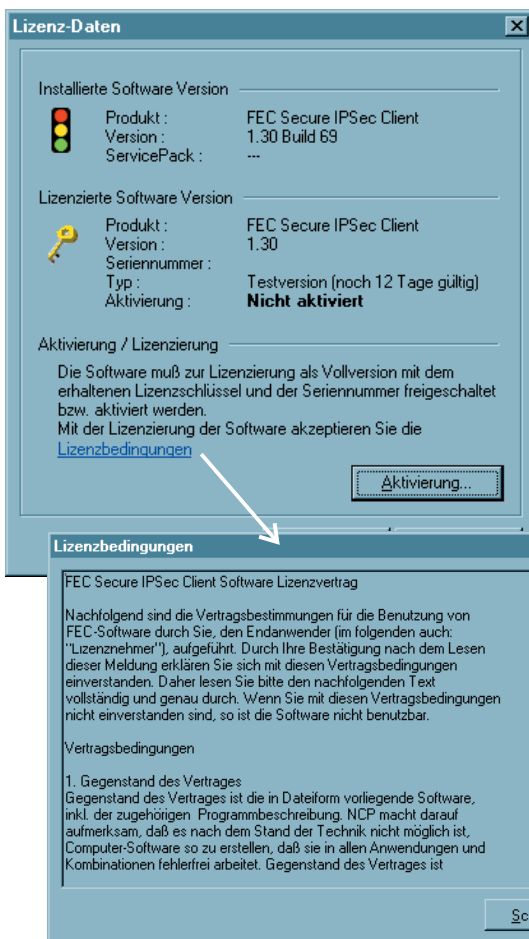 Lizenz-Daten
Installierte Software Version
Produkt : FEC Secure IPSec Client
Version : 1.30 Build 69
ServicePack : ---
Lizenzierte Software Version
Produkt : FEC Secure IPSec Client
Version : 1.30
Seriennummer :
Typ : Testversion (noch 12 Tage gültig)
Aktivierung : Nicht aktiviert
Aktivierung / Lizenzierung
Die Software muß zur Lizenzierung als Vollversion mit dem
erhaltenen Lizenzschlüssel und der Seriennummer freigeschaltet
bzw. aktiviert werden.
Mit der Lizenzierung der Software akzeptieren Sie die
Lizenzbedingungen
Aktivierung...
Lizenzbedingungen
FEC Secure IPSec Client Software Lizenzvertrag
Nachfolgend sind die Vertragsbestimmungen für die Benutzung von
FEC-Software durch Sie, den Endanwender (im folgenden auch:
"Lizenznehmer"), aufgeführt. Durch Ihre Bestätigung nach dem Lesen
dieser Meldung erklären Sie sich mit diesen Vertragsbedingungen
einverstanden. Daher lesen Sie bitte den nachfolgenden Text
vollständig und genau durch. Wenn Sie mit diesen Vertragsbedingungen
nicht einverstanden sind, so ist die Software nicht benutzbar.
Vertragsbedingungen
1. Gegenstand des Vertrages
Gegenstand des Vertrages ist die in Dateiform vorliegende Software,
inkl. der zugehörigen Programmbeschreibung. NCP macht darauf
aufmerksam, daß es nach dem Stand der Technik nicht möglich ist,
Computer-Software so zu erstellen, daß sie in allen Anwendungen und
Kombinationen fehlerfrei arbeitet. Gegenstand des Vertrages ist